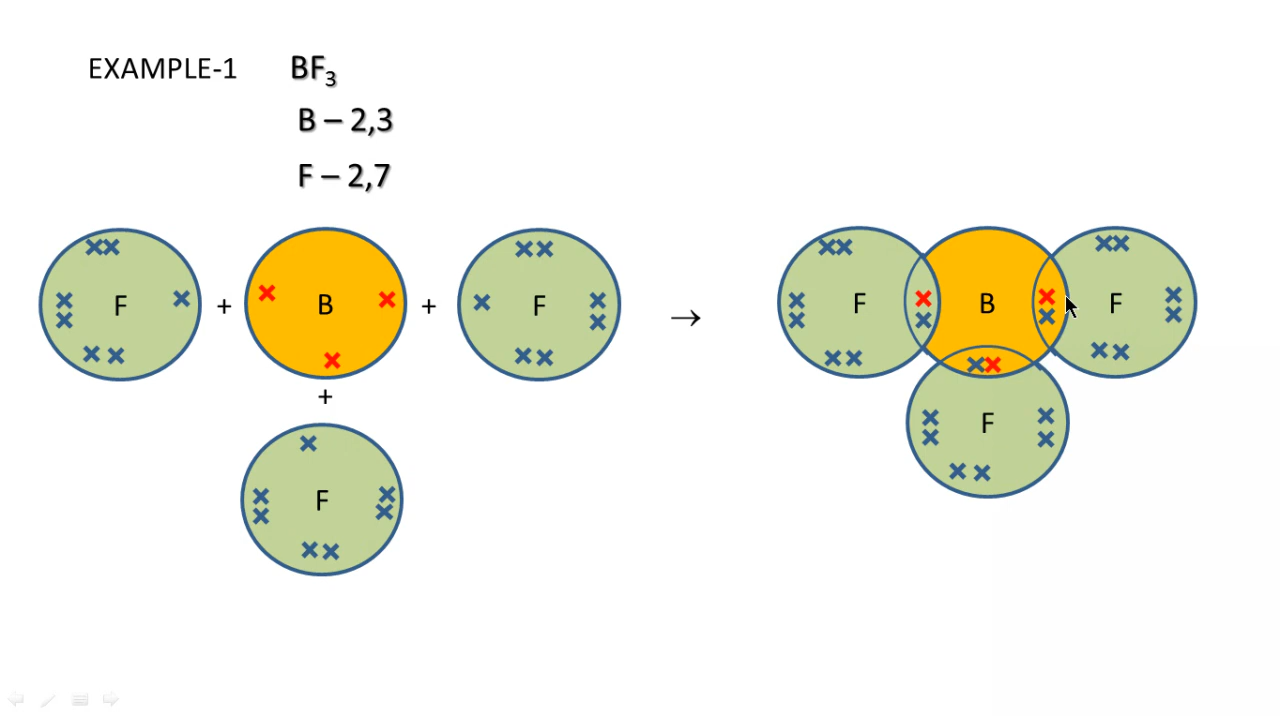 EXAMPLE-1 BF₃
B – 2,3
F – 2,7
F + B + F → F B F
+
F
F